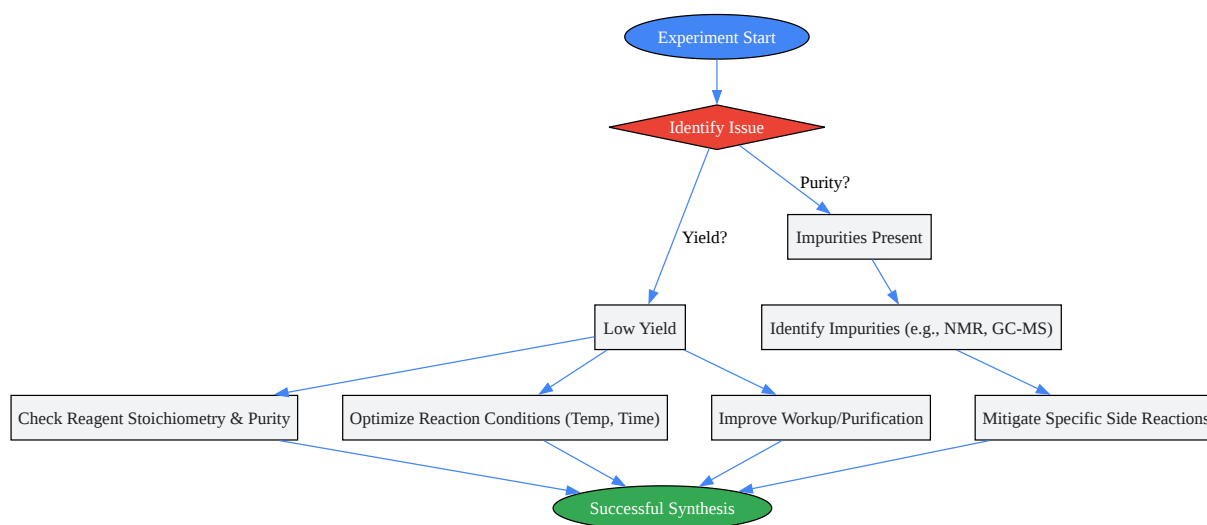 Experiment Start
Identify Issue
Purity?
Yield?
Impurities Present
Low Yield
Identify Impurities (e.g., NMR, GC-MS)
Check Reagent Stoichiometry & Purity
Optimize Reaction Conditions (Temp, Time)
Improve Workup/Purification
Mitigate Specific Side Reactions
Successful Synthesis